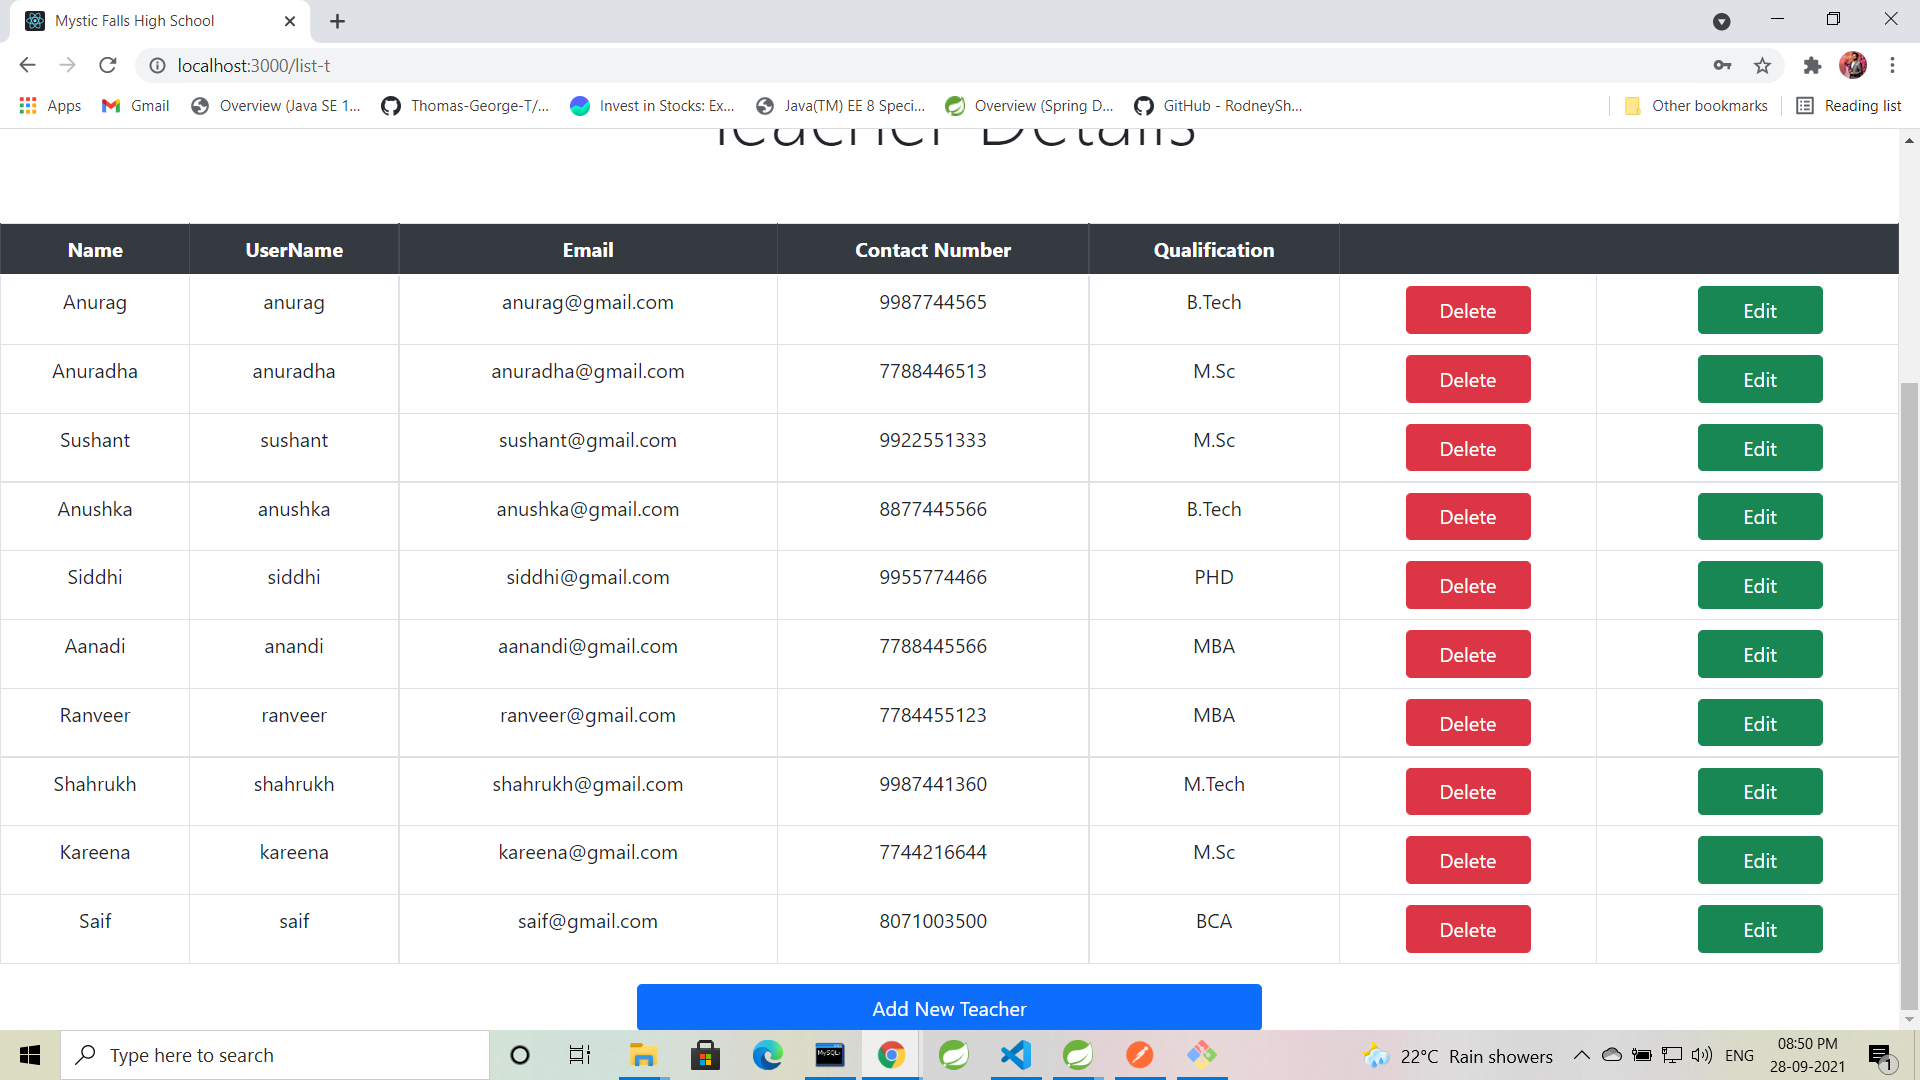 Mystic Falls High School
localhost:3000/list-t
Apps Gmail Overview (Java SE 1... Thomas-George-T/... Invest in Stocks: Ex... Java(TM) EE 8 Speci... Overview (Spring D... GitHub - RodneySh... Other bookmarks Reading list
Teacher Details
Name UserName Email Contact Number Qualification
Anurag anurag anurag@gmail.com 9987744565 B.Tech Delete Edit
Anuradha anuradha anuradha@gmail.com 7788446513 M.Sc Delete Edit
Sushant sushant sushant@gmail.com 9922551333 M.Sc Delete Edit
Anushka anushka anushka@gmail.com 8877445566 B.Tech Delete Edit
Siddhi siddhi siddhi@gmail.com 9955774466 PHD Delete Edit
Aanadi anandi aanandi@gmail.com 7788445566 MBA Delete Edit
Ranveer ranveer ranveer@gmail.com 7784455123 MBA Delete Edit
Shahrukh shahrukh shahrukh@gmail.com 9987441360 M.Tech Delete Edit
Kareena kareena kareena@gmail.com 7744216644 M.Sc Delete Edit
Saif saif saif@gmail.com 8071003500 BCA Delete Edit
Add New Teacher
Type here to search
22°C Rain showers ENG
08:50 PM
28-09-2021
1